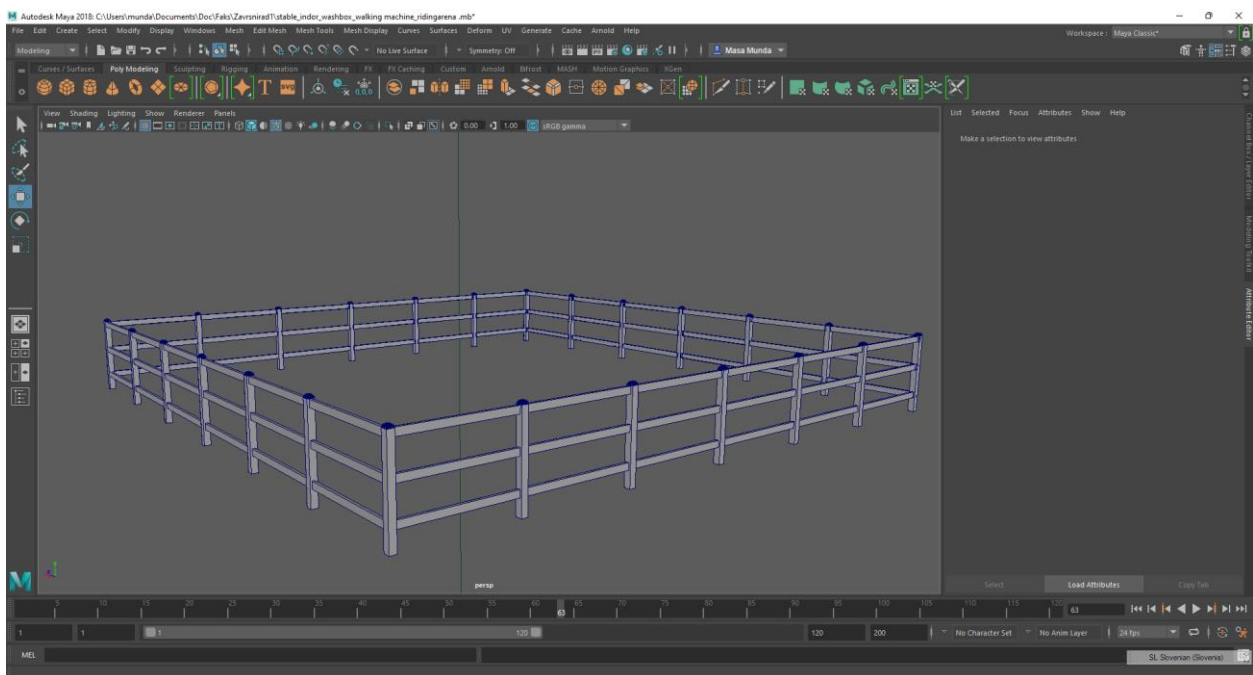 Autodesk Maya 2018: C:\Users\munda\Documents\Doc\Faks\Zavrsnirad1\stable_indor_washbox_walking machine_ridingarena .mb*
File Edit Create Select Modify Display Windows Mesh Edit Mesh Mesh Tools Mesh Display Curves Surfaces Deform UV Generate Cache Arnold Help
Workspace : Maya Classic*
Modeling No Live Surface Symmetry: Off Masa Munda
Curves / Surfaces Poly Modeling Sculpting Rigging Animation Rendering FX FX Caching Custom Arnold Bifrost MASH Motion Graphics XGen
T SVG
View Shading Lighting Show Renderer Panels
0.00 1.00 sRGB gamma
List Selected Focus Attributes Show Help
Make a selection to view attributes
Channel Box / Layer Editor
Modeling Toolkit
Attribute Editor
persp
Select Load Attributes Copy Tab
5 10 15 20 25 30 35 40 45 50 55 60 65 70 75 80 85 90 95 100 105 110 115 120
63
63
1 1 1 120 120 200 No Character Set No Anim Layer 24 fps
MEL
SL Slovenian (Slovenia)